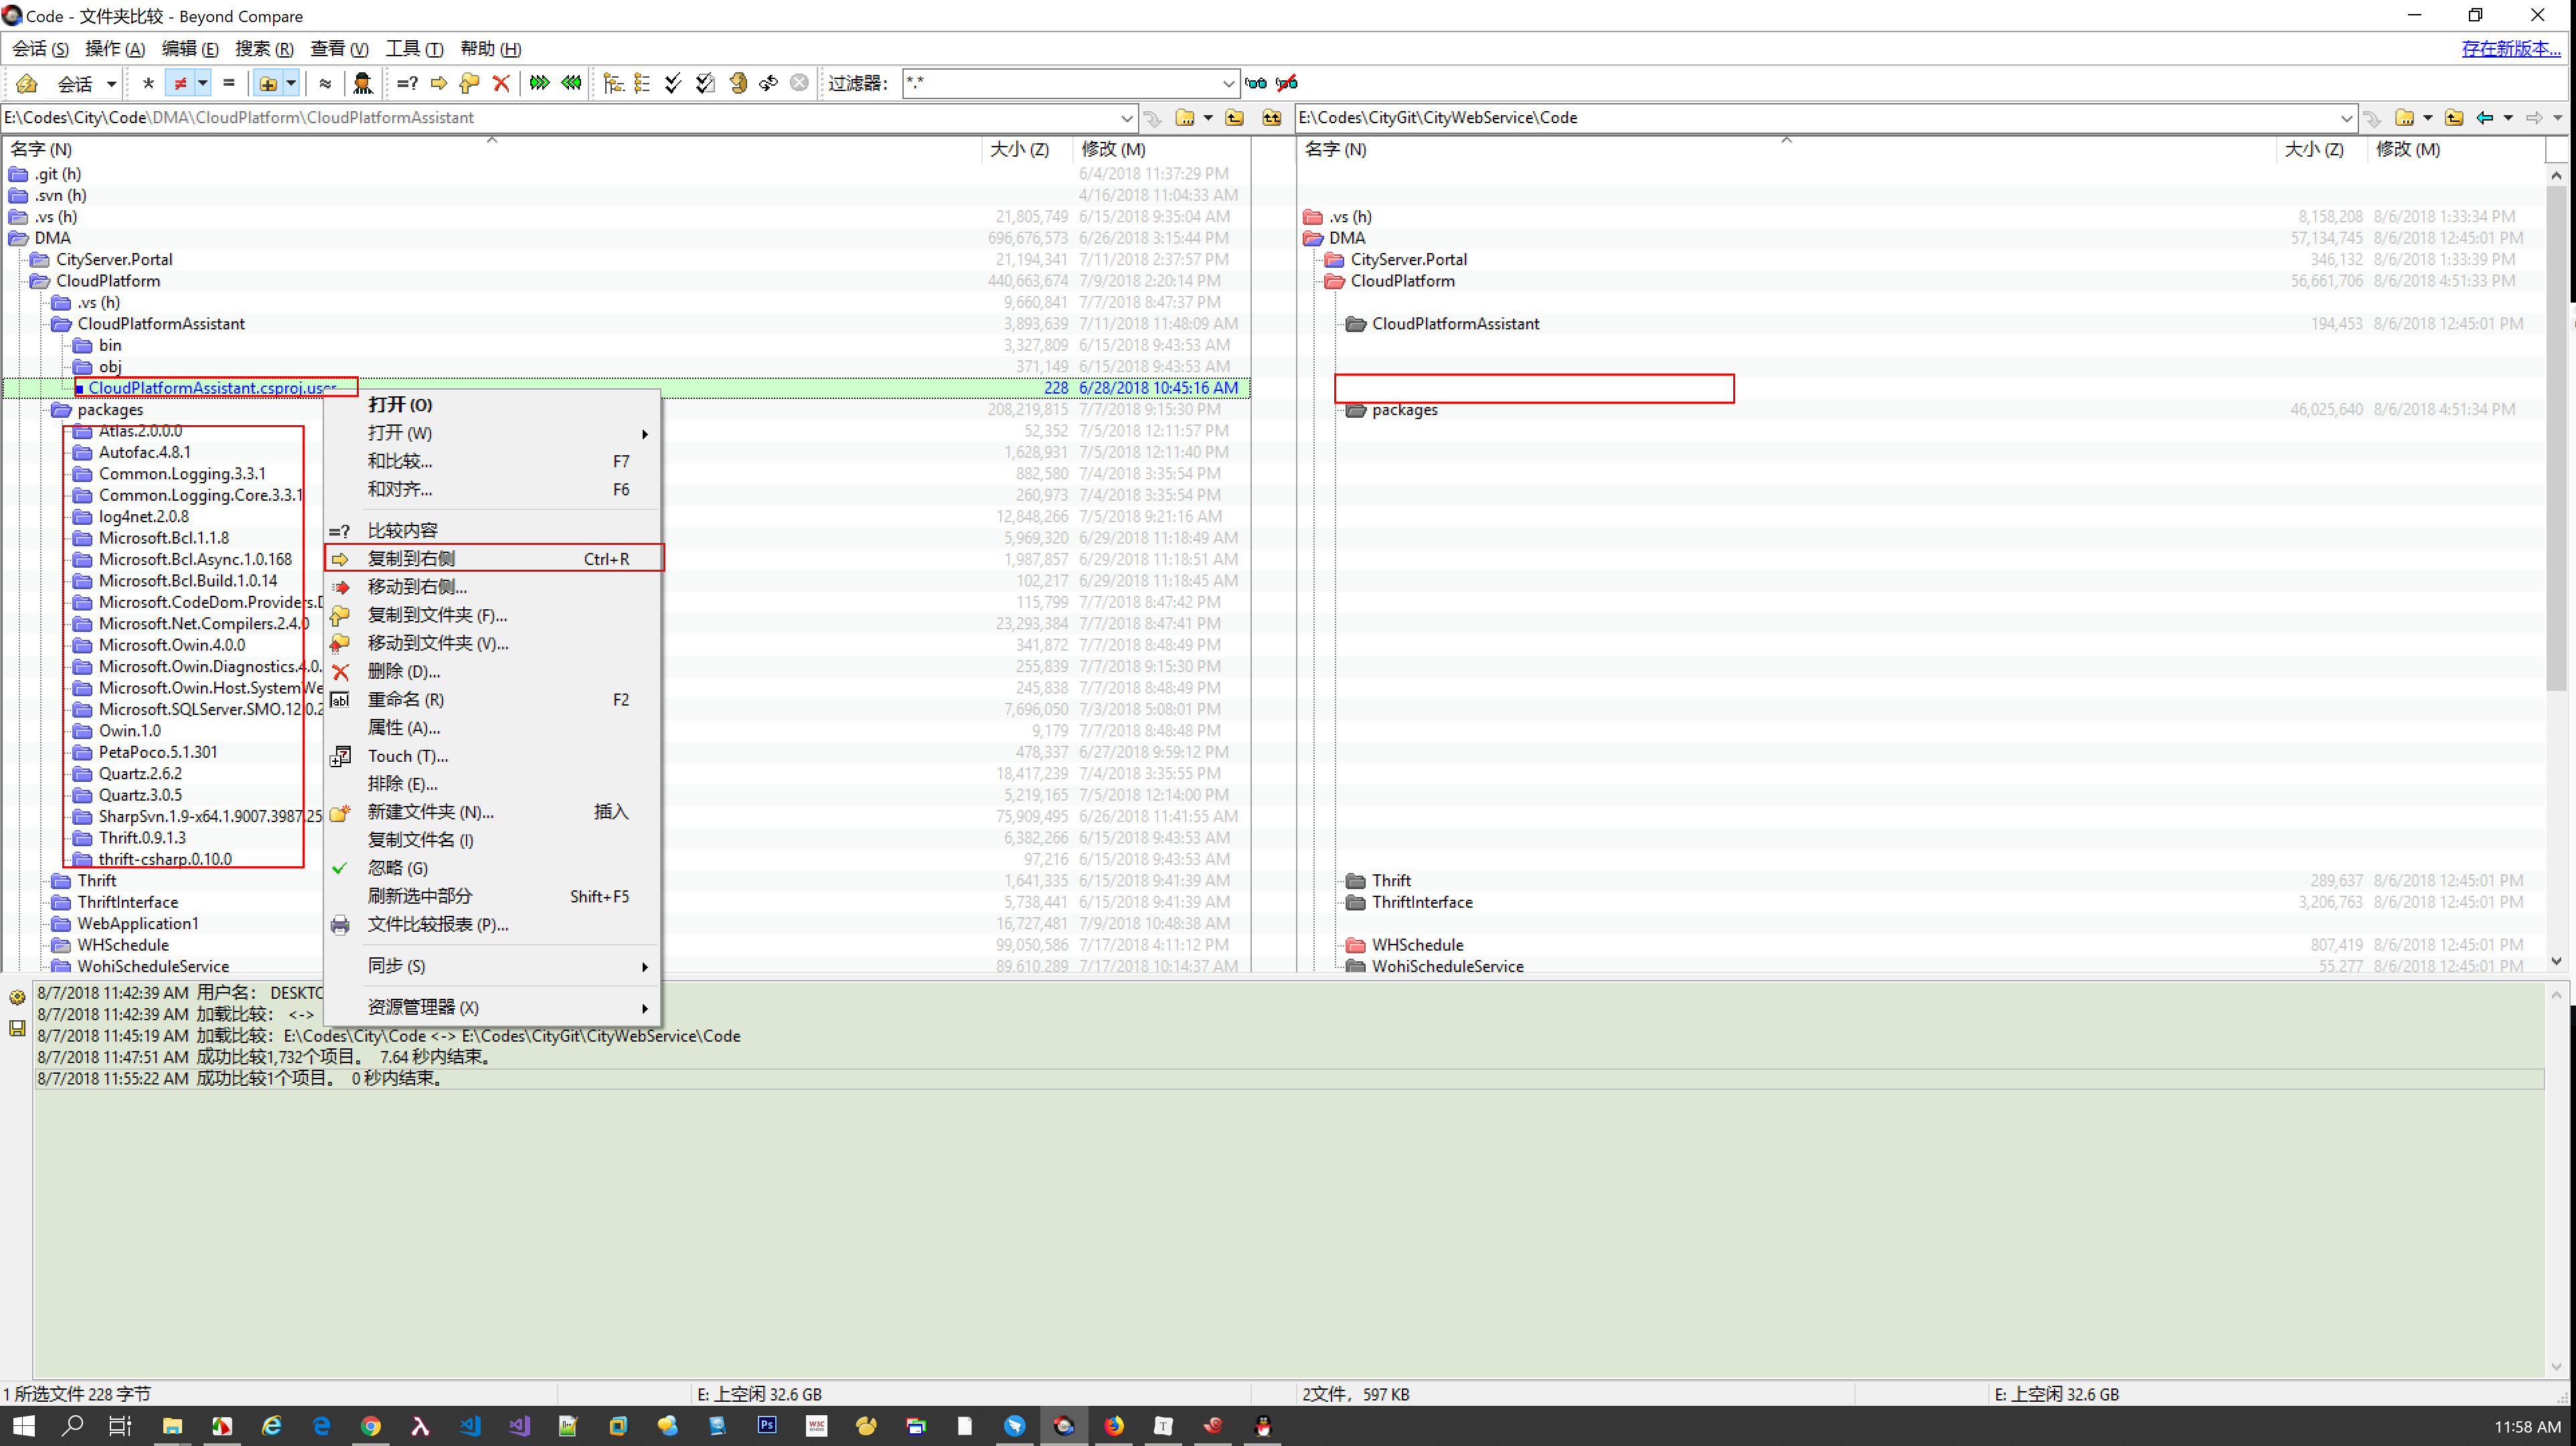 Code - 文件夹比较 - Beyond Compare
会话 (S) 操作 (A) 编辑 (E) 搜索 (R) 查看 (V) 工具 (T) 帮助 (H) 存在新版本...
会话 * ≠ = ≈ =? 过滤器: *.*
E:\Codes\City\Code\DMA\CloudPlatform\CloudPlatformAssistant E:\Codes\CityGit\CityWebService\Code
名字 (N) 大小 (Z) 修改 (M) 名字 (N) 大小 (Z) 修改 (M)
.git (h) 6/4/2018 11:37:29 PM
.svn (h) 4/16/2018 11:04:33 AM
.vs (h) 21,805,749 6/15/2018 9:35:04 AM .vs (h) 8,158,208 8/6/2018 1:33:34 PM
DMA 696,676,573 6/26/2018 3:15:44 PM DMA 57,134,745 8/6/2018 12:45:01 PM
CityServer.Portal 21,194,341 7/11/2018 2:37:57 PM CityServer.Portal 346,132 8/6/2018 1:33:39 PM
CloudPlatform 440,663,674 7/9/2018 2:20:14 PM CloudPlatform 56,661,706 8/6/2018 4:51:33 PM
.vs (h) 9,660,841 7/7/2018 8:47:37 PM
CloudPlatformAssistant 3,893,639 7/11/2018 11:48:09 AM CloudPlatformAssistant 194,453 8/6/2018 12:45:01 PM
bin 3,327,809 6/15/2018 9:43:53 AM
obj 371,149 6/15/2018 9:43:53 AM
CloudPlatformAssistant.csproj.user 228 6/28/2018 10:45:16 AM
packages 208,219,815 7/7/2018 9:15:30 PM packages 46,025,640 8/6/2018 4:51:34 PM
Atlas.2.0.0.0 52,352 7/5/2018 12:11:57 PM
Autofac.4.8.1 1,628,931 7/5/2018 12:11:40 PM
Common.Logging.3.3.1 882,580 7/4/2018 3:35:54 PM
Common.Logging.Core.3.3.1 260,973 7/4/2018 3:35:54 PM
log4net.2.0.8 12,848,266 7/5/2018 9:21:16 AM
Microsoft.Bcl.1.1.8 5,969,320 6/29/2018 11:18:49 AM
Microsoft.Bcl.Async.1.0.168 1,987,857 6/29/2018 11:18:51 AM
Microsoft.Bcl.Build.1.0.14 102,217 6/29/2018 11:18:45 AM
Microsoft.CodeDom.Providers.D 115,799 7/7/2018 8:47:42 PM
Microsoft.Net.Compilers.2.4.0 23,293,384 7/7/2018 8:47:41 PM
Microsoft.Owin.4.0.0 341,872 7/7/2018 8:48:49 PM
Microsoft.Owin.Diagnostics.4.0. 255,839 7/7/2018 9:15:30 PM
Microsoft.Owin.Host.SystemWe 245,838 7/7/2018 8:48:49 PM
Microsoft.SQLServer.SMO.12.0.2 7,696,050 7/3/2018 5:08:01 PM
Owin.1.0 9,179 7/7/2018 8:48:48 PM
PetaPoco.5.1.301 478,337 6/27/2018 9:59:12 PM
Quartz.2.6.2 18,417,239 7/4/2018 3:35:55 PM
Quartz.3.0.5 5,219,165 7/5/2018 12:14:00 PM
SharpSvn.1.9-x64.1.9007.3987.25 75,909,495 6/26/2018 11:41:55 AM
Thrift.0.9.1.3 6,382,266 6/15/2018 9:43:53 AM
thrift-csharp.0.10.0 97,216 6/15/2018 9:43:53 AM
Thrift 1,641,335 6/15/2018 9:41:39 AM Thrift 289,637 8/6/2018 12:45:01 PM
ThriftInterface 5,738,441 6/15/2018 9:41:39 AM ThriftInterface 3,206,763 8/6/2018 12:45:01 PM
WebApplication1 16,727,481 7/9/2018 10:48:38 AM
WHSchedule 99,050,586 7/17/2018 4:11:12 PM WHSchedule 807,419 8/6/2018 12:45:01 PM
WohiScheduleService 89,610,289 7/17/2018 10:14:37 AM WohiScheduleService 55,277 8/6/2018 12:45:01 PM
打开 (O)
打开 (W)
和比较... F7
和对齐... F6
=? 比较内容
复制到右侧 Ctrl+R
移动到右侧...
复制到文件夹 (F)...
移动到文件夹 (V)...
删除 (D)...
abl 重命名 (R) F2
属性 (A)...
Touch (T)...
排除 (E)...
新建文件夹 (N)... 插入
复制文件名 (I)
忽略 (G)
刷新选中部分 Shift+F5
文件比较报表 (P)...
同步 (S)
资源管理器 (X)
8/7/2018 11:42:39 AM 用户名: DESKTO
8/7/2018 11:42:39 AM 加载比较: <->
8/7/2018 11:45:19 AM 加载比较: E:\Codes\City\Code <-> E:\Codes\CityGit\CityWebService\Code
8/7/2018 11:47:51 AM 成功比较1,732个项目。 7.64 秒内结束。
8/7/2018 11:55:22 AM 成功比较1个项目。 0 秒内结束。
1 所选文件 228 字节 E: 上空闲 32.6 GB 2文件, 597 KB E: 上空闲 32.6 GB
Ps W3C SCHOOL T 11:58 AM